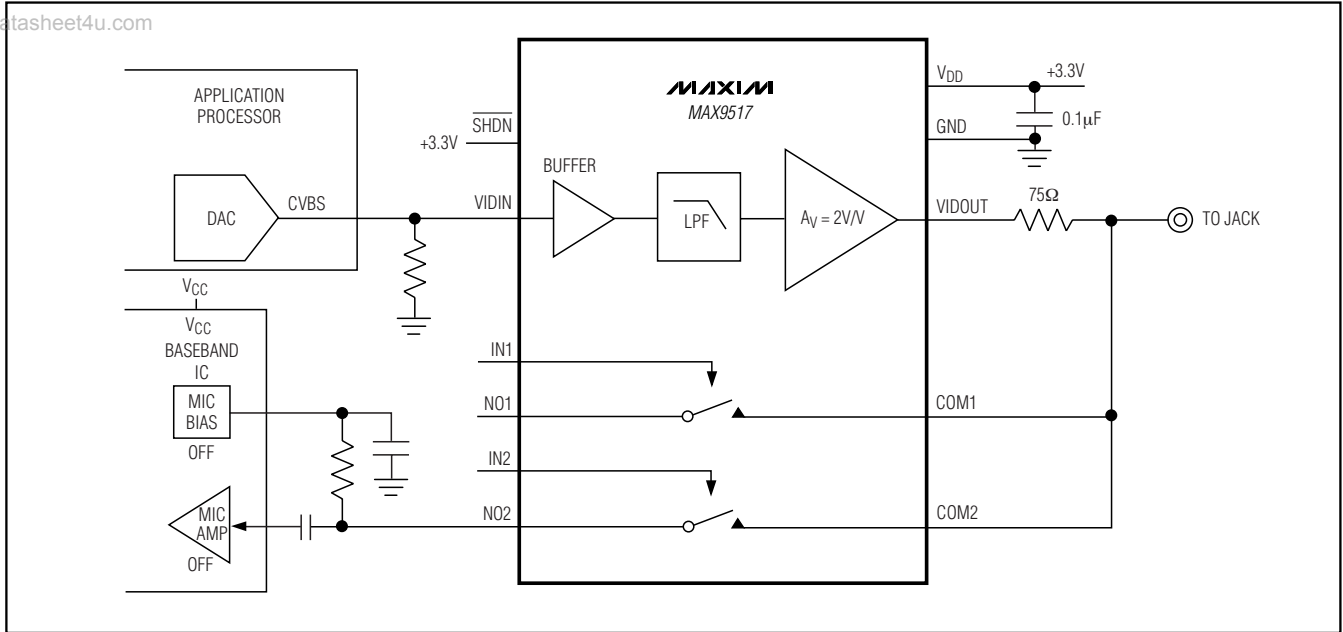 atasheet4u.com
APPLICATION
PROCESSOR
DAC
CVBS
VCC
VCC
BASEBAND
IC
MIC
BIAS
OFF
MIC
AMP
OFF
MAXIM
MAX9517
SHDN
+3.3V
VIDIN
BUFFER
LPF
AV = 2V/V
IN1
NO1
IN2
NO2
VDD
+3.3V
0.1µF
GND
75Ω
VIDOUT
TO JACK
COM1
COM2